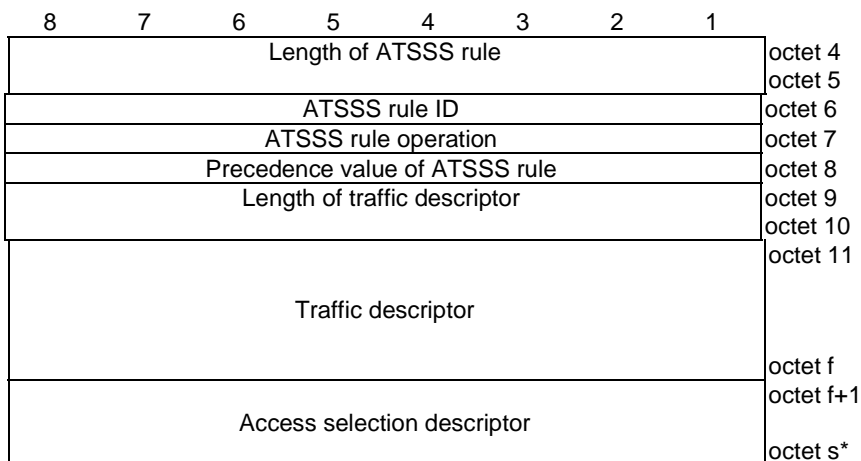 8 7 6 5 4 3 2 1
Length of ATSSS rule octet 4
octet 5
ATSSS rule ID octet 6
ATSSS rule operation octet 7
Precedence value of ATSSS rule octet 8
Length of traffic descriptor octet 9
octet 10
octet 11
Traffic descriptor
octet f
octet f+1
Access selection descriptor
octet s*